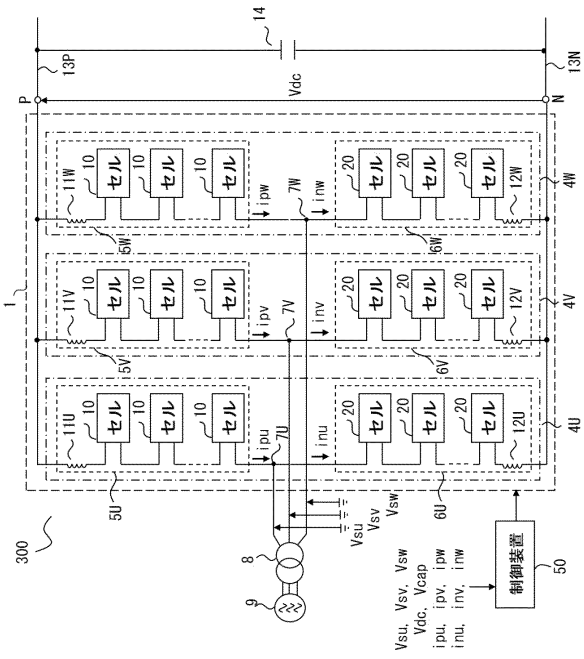 14
13P
13N
P
Vdc
N
1
11W
10
セル
10
セル
10
セル
5W
ipw
7W
inw
20
セル
20
セル
20
セル
12W
6W
4W
11V
10
セル
10
セル
10
セル
5V
ipv
7V
inv
20
セル
20
セル
20
セル
12V
6V
4V
11U
10
セル
10
セル
10
セル
5U
ipu
7U
inu
20
セル
20
セル
20
セル
12U
6U
4U
300
8
9
Vsu
Vsv
Vsw
Vsu, Vsv, Vsw
Vdc, Vcap
ipu, ipv, ipw
inu, inv, inw
制御装置
50